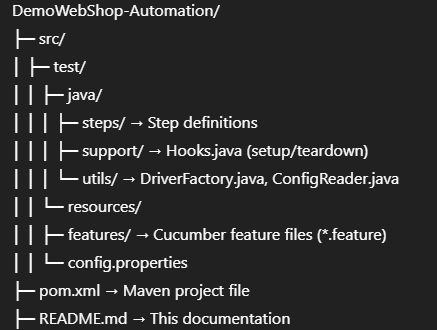 DemoWebShop-Automation/
├─ src/
│ ├─ test/
│ │ ├─ java/
│ │ │ ├─ steps/ → Step definitions
│ │ │ ├─ support/ → Hooks.java (setup/teardown)
│ │ │ └─ utils/ → DriverFactory.java, ConfigReader.java
│ │ └─ resources/
│ │ ├─ features/ → Cucumber feature files (*.feature)
│ │ └─ config.properties
├─ pom.xml → Maven project file
├─ README.md → This documentation